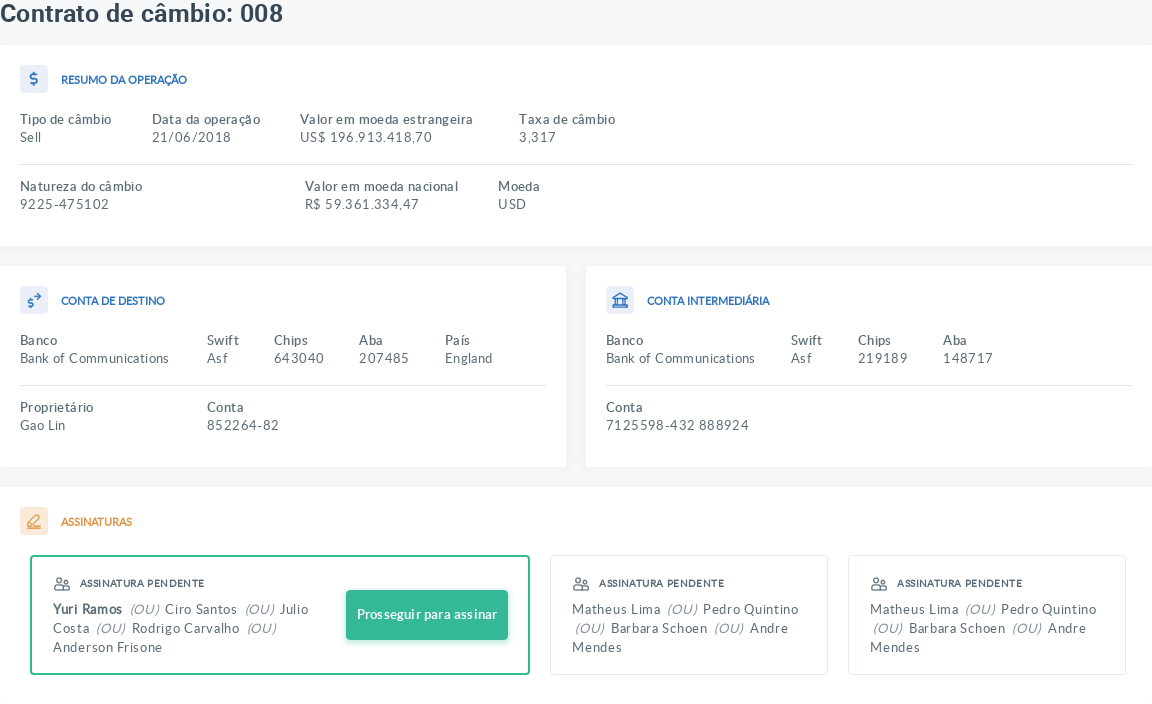 Contrato de câmbio: 008
RESUMO DA OPERAÇÃO
Tipo de câmbio Data da operação Valor em moeda estrangeira Taxa de câmbio
Sell 21/06/2018 US$ 196.913.418,70 3,317
Natureza do câmbio Valor em moeda nacional Moeda
9225-475102 R$ 59.361.334,47 USD
CONTA DE DESTINO
Banco Swift Chips Aba País
Bank of Communications Asf 643040 207485 England
Proprietário Conta
Gao Lin 852264-82
CONTA INTERMEDIÁRIA
Banco Swift Chips Aba
Bank of Communications Asf 219189 148717
Conta
7125598-432 888924
ASSINATURAS
ASSINATURA PENDENTE
Yuri Ramos (OU) Ciro Santos (OU) Julio
Costa (OU) Rodrigo Carvalho (OU)
Anderson Frisone
Prosseguir para assinar
ASSINATURA PENDENTE
Matheus Lima (OU) Pedro Quintino
(OU) Barbara Schoen (OU) Andre
Mendes
ASSINATURA PENDENTE
Matheus Lima (OU) Pedro Quintino
(OU) Barbara Schoen (OU) Andre
Mendes